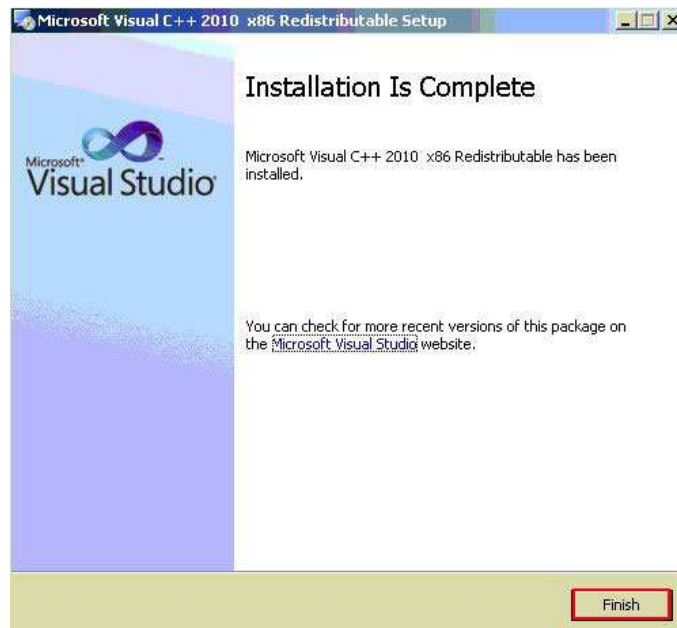 Microsoft Visual C++ 2010 x86 Redistributable Setup
Installation Is Complete
Microsoft®
Visual Studio®
Microsoft Visual C++ 2010 x86 Redistributable has been
installed.
You can check for more recent versions of this package on
the Microsoft Visual Studio website.
Finish